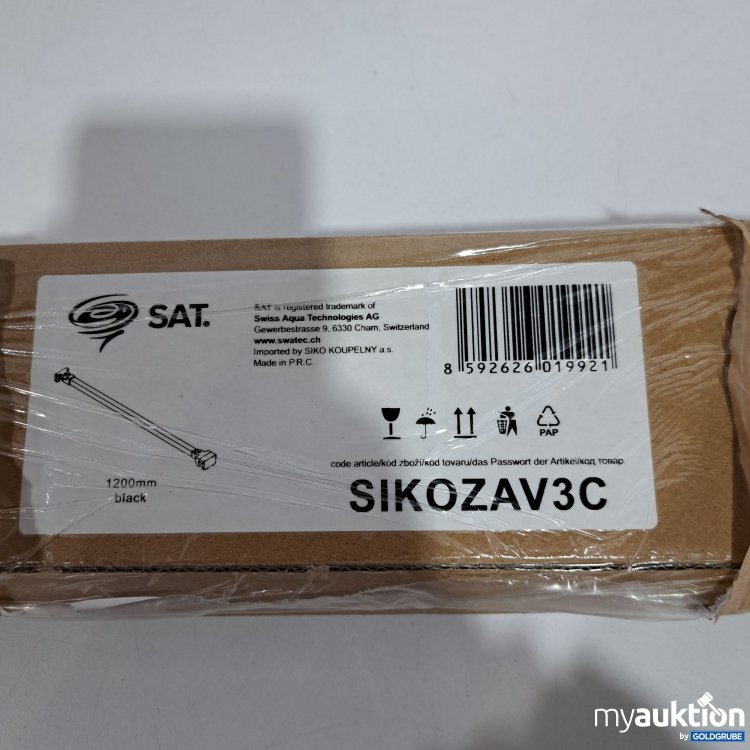 SAT.
SAT is registered trademark of
Swiss Aqua Technologies AG
Gewerbestrasse 9, 6330 Cham, Switzerland
www.swatec.ch
Imported by SIKO KOUPELNY a.s.
Made in P.R.C.
8 592626 019921
PAP
1200mm
black
code article/kód zboží/kód tovaru/das Passwort der Artikel/код товар
SIKOZAV3C
myauktion
by GOLDGRUBE